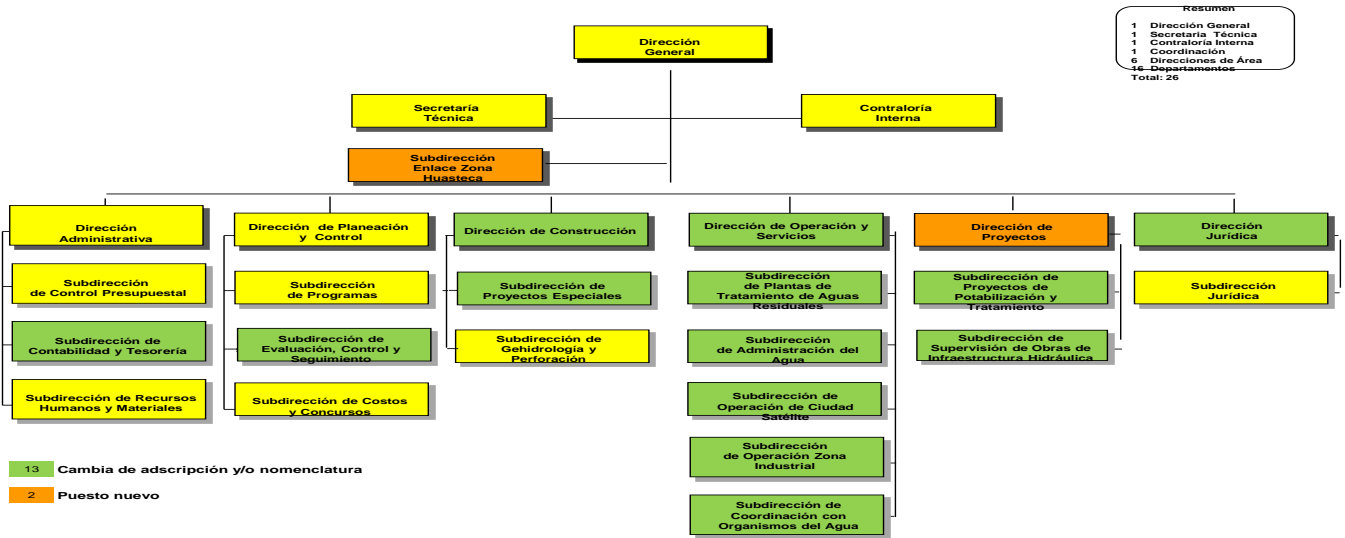 Resumen
1 Dirección General
1 Secretaria Técnica
1 Contraloría Interna
1 Coordinación
6 Direcciones de Área
16 Departamentos
Total: 26
Dirección
General
Secretaría
Técnica
Contraloría
Interna
Subdirección
Enlace Zona
Huasteca
Dirección
Administrativa
Dirección de Planeación
y Control
Dirección de Construcción
Dirección de Operación y
Servicios
Dirección de
Proyectos
Dirección
Jurídica
Subdirección
de Control Presupuestal
Subdirección
de Programas
Subdirección de
Proyectos Especiales
Subdirección
de Plantas de
Tratamiento de Aguas
Residuales
Subdirección de
Proyectos de
Potabilización y
Tratamiento
Subdirección
Jurídica
Subdirección de
Contabilidad y Tesorería
Subdirección de
Evaluación, Control y
Seguimiento
Subdirección de
Gehidrología y
Perforación
Subdirección
de Administración del
Agua
Subdirección de
Supervisión de Obras de
Infraestructura Hidráulica
Subdirección de Recursos
Humanos y Materiales
Subdirección de Costos
y Concursos
Subdirección de
Operación de Ciudad
Satélite
Subdirección
de Operación Zona
Industrial
Subdirección de
Coordinación con
Organismos del Agua
13 Cambia de adscripción y/o nomenclatura
2 Puesto nuevo